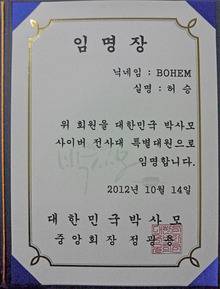 임명장
닉네임 : BOHEM
실명 : 허 승
위 회원을 대한민국 박사모
사이버 전사대 특별대원으로
임명합니다.
박사모
2012년 10월 14일
대한민국박사모
중앙회장 정광용